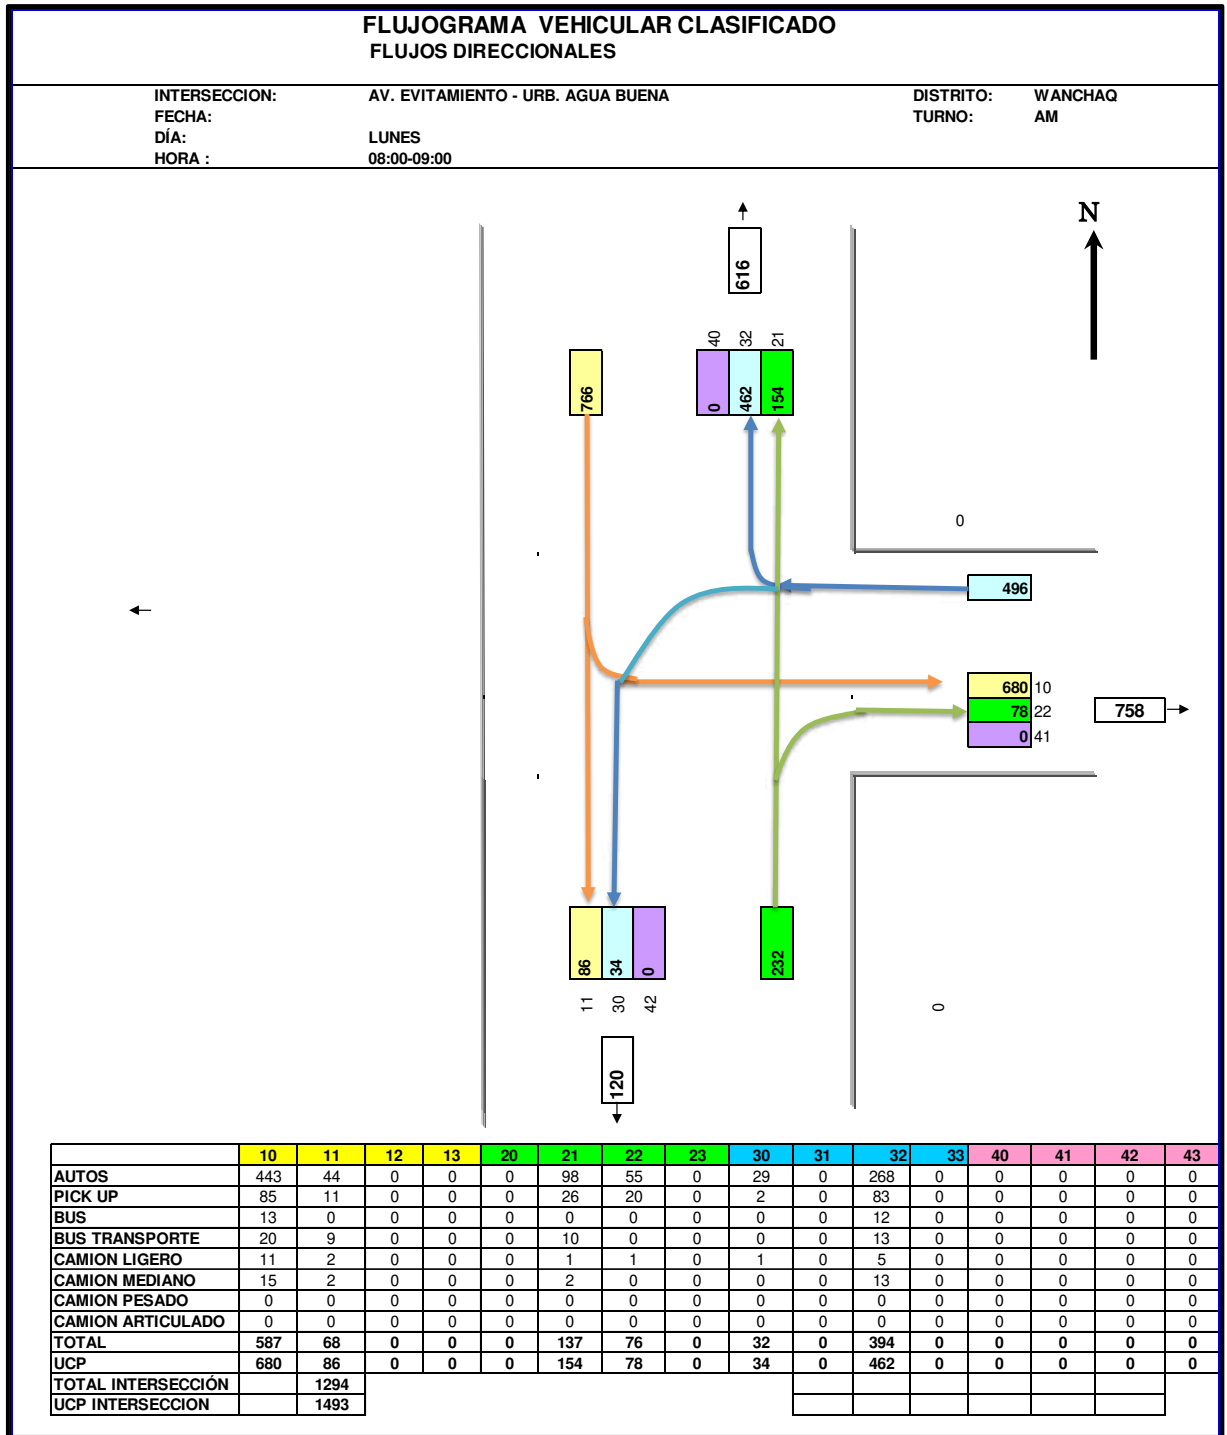 FLUJOGRAMA VEHICULAR CLASIFICADO
FLUJOS DIRECCIONALES
INTERSECCION: AV. EVITAMIENTO - URB. AGUA BUENA DISTRITO: WANCHAQ
FECHA: TURNO: AM
DÍA: LUNES
HORA : 08:00-09:00
N
616
40 32 21
766 0 462 154
0
496
680 10
78 22 758
0 41
86 34 0 232
11 30 42 0
120
10 11 12 13 20 21 22 23 30 31 32 33 40 41 42 43
AUTOS 443 44 0 0 0 98 55 0 29 0 268 0 0 0 0 0
PICK UP 85 11 0 0 0 26 20 0 2 0 83 0 0 0 0 0
BUS 13 0 0 0 0 0 0 0 0 0 12 0 0 0 0 0
BUS TRANSPORTE 20 9 0 0 0 10 0 0 0 0 13 0 0 0 0 0
CAMION LIGERO 11 2 0 0 0 1 1 0 1 0 5 0 0 0 0 0
CAMION MEDIANO 15 2 0 0 0 2 0 0 0 0 13 0 0 0 0 0
CAMION PESADO 0 0 0 0 0 0 0 0 0 0 0 0 0 0 0 0
CAMION ARTICULADO 0 0 0 0 0 0 0 0 0 0 0 0 0 0 0 0
TOTAL 587 68 0 0 0 137 76 0 32 0 394 0 0 0 0 0
UCP 680 86 0 0 0 154 78 0 34 0 462 0 0 0 0 0
TOTAL INTERSECCIÓN 1294
UCP INTERSECCION 1493